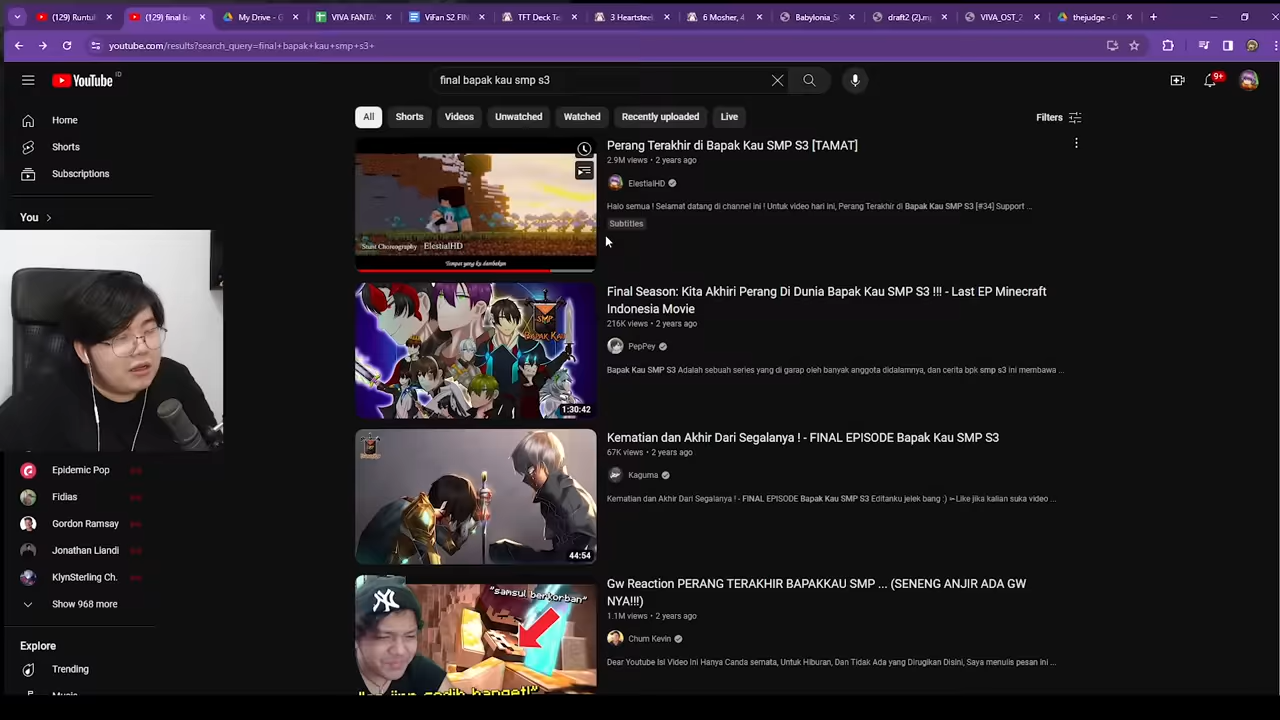 (129) Runtu
(129) final b
My Drive - G
VIVA FANTA
ViFan S2 FIN
TFT Deck Te
3 Heartsteel
6 Mosher, 4
Babylonia_S
draft2 (2).m
VIVA_OST_2
thejudge - G
youtube.com/results?search_query=final+bapak+kau+smp+s3+
YouTube ID
final bapak kau smp s3
9+
Home
Shorts
Subscriptions
You
All
Shorts
Videos
Unwatched
Watched
Recently uploaded
Live
Filters
Perang Terakhir di Bapak Kau SMP S3 [TAMAT]
2.9M views • 2 years ago
ElestialHD
Halo semua ! Selamat datang di channel ini ! Untuk video hari ini, Perang Terakhir di Bapak Kau SMP S3 [#34] Support ...
Subtitles
Stunt Choreography ElestialHD
Tempat yang ku dambakan
Final Season: Kita Akhiri Perang Di Dunia Bapak Kau SMP S3 !!! - Last EP Minecraft
Indonesia Movie
216K views • 2 years ago
PepPey
Bapak Kau SMP S3 Adalah sebuah series yang di garap oleh banyak anggota didalamnya, dan cerita bpk smp s3 ini membawa ...
SMP
BAPAK KAU
1:30:42
Kematian dan Akhir Dari Segalanya ! - FINAL EPISODE Bapak Kau SMP S3
67K views • 2 years ago
Kaguma
Kematian dan Akhir Dari Segalanya ! - FINAL EPISODE Bapak Kau SMP S3 Editanku jelek bang :) ➳Like jika kalian suka video ...
44:54
Gw Reaction PERANG TERAKHIR BAPAKKAU SMP ... (SENENG ANJIR ADA GW
NYA!!!)
1.1M views • 2 years ago
Chum Kevin
Dear Youtube Isi Video Ini Hanya Canda semata, Untuk Hiburan, Dan Tidak Ada yang Dirugikan Disini, Saya menulis pesan ini ...
"samsul berkorban"
sedih banget!"
Epidemic Pop
Fidias
Gordon Ramsay
Jonathan Liandi
KlynSterling Ch.
Show 968 more
Explore
Trending
Music